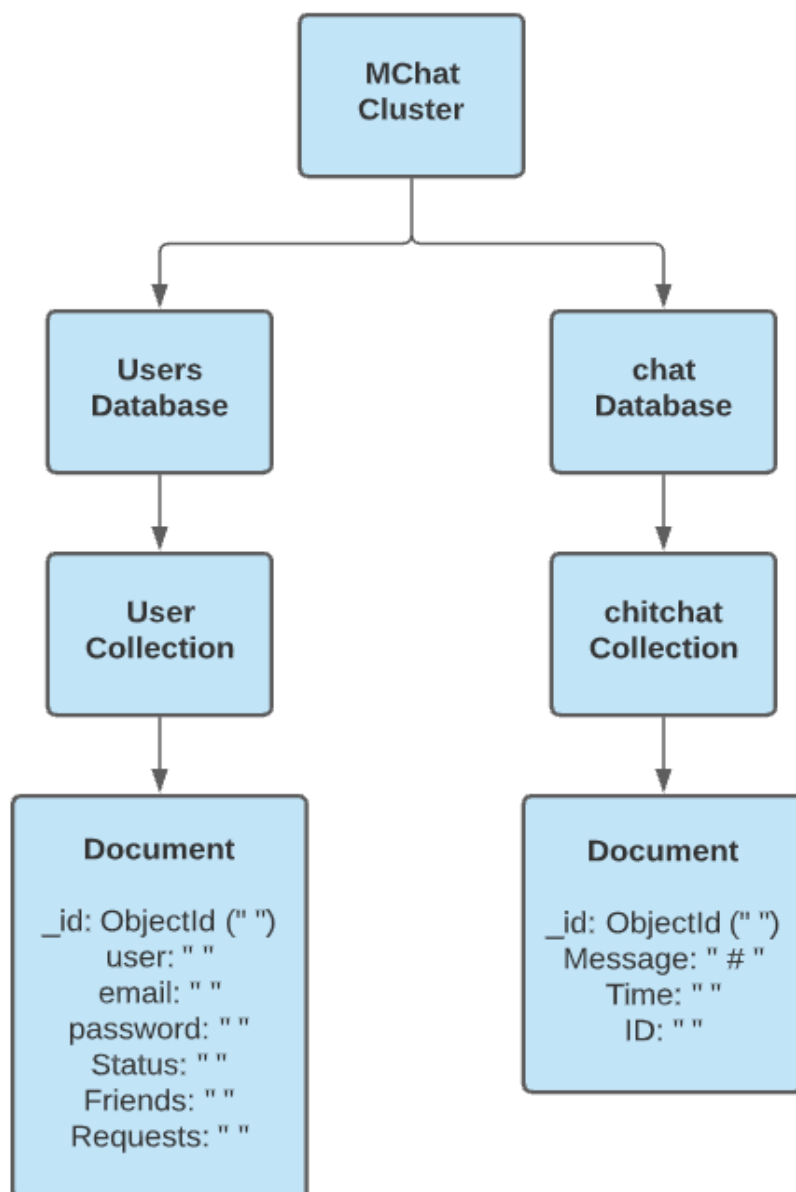 MChat
Cluster
Users
Database
chat
Database
User
Collection
chitchat
Collection
Document
_id: ObjectId (" ")
user: " "
email: " "
password: " "
Status: " "
Friends: " "
Requests: " "
Document
_id: ObjectId (" ")
Message: " # "
Time: " "
ID: " "